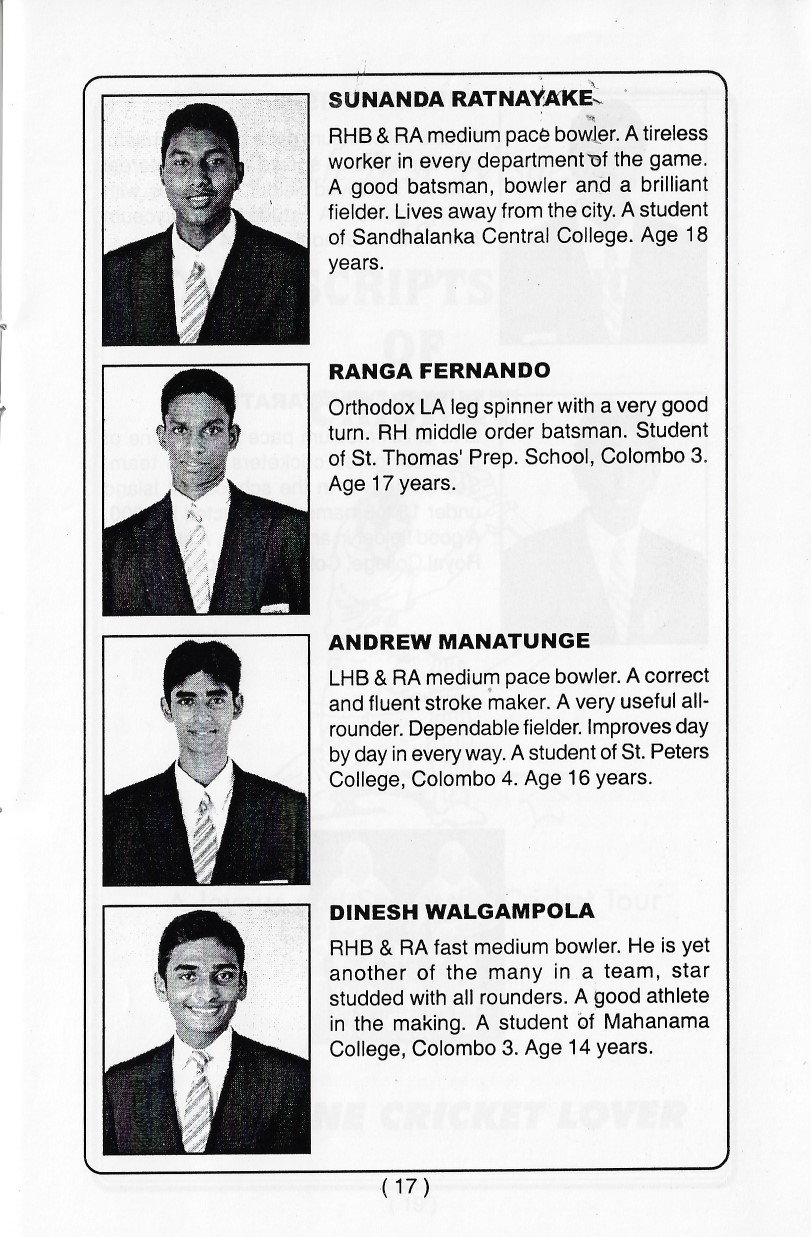 SUNANDA RATNAYAKE
RHB & RA medium pace bowler. A tireless
worker in every department of the game.
A good batsman, bowler and a brilliant
fielder. Lives away from the city. A student
of Sandhalanka Central College. Age 18
years.
RANGA FERNANDO
Orthodox LA leg spinner with a very good
turn. RH middle order batsman. Student
of St. Thomas' Prep. School, Colombo 3.
Age 17 years.
ANDREW MANATUNGE
LHB & RA medium pace bowler. A correct
and fluent stroke maker. A very useful all-
rounder. Dependable fielder. Improves day
by day in every way. A student of St. Peters
College, Colombo 4. Age 16 years.
DINESH WALGAMPOLA
RHB & RA fast medium bowler. He is yet
another of the many in a team, star
studded with all rounders. A good athlete
in the making. A student of Mahanama
College, Colombo 3. Age 14 years.
( 17 )